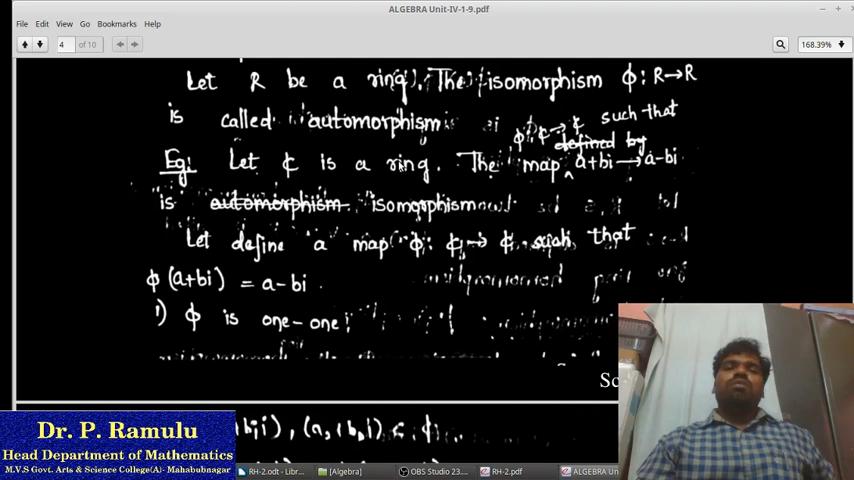 ALGEBRA Unit-IV-1-9.pdf
File Edit View Go Bookmarks Help
4 of 10 168.39%
Let R be a ring. The isomorphism ϕ: R→R
is called automorphism
ϕ: ₵→₵ such that
defined by
Eg: Let ₵ is a ring. The map a+bi→a-bi
is automorphism. isomorphism
Let define a map ϕ: ₵→₵ such that
ϕ(a+bi) = a-bi
1) ϕ is one-one:
Sc
Dr. P. Ramulu
Head Department of Mathematics
M.V.S Govt. Arts & Science College(A)- Mahabubnagar
RH-2.odt - Libr... [Algebra] OBS Studio 23.... RH-2.pdf ALGEBRA Unit-I